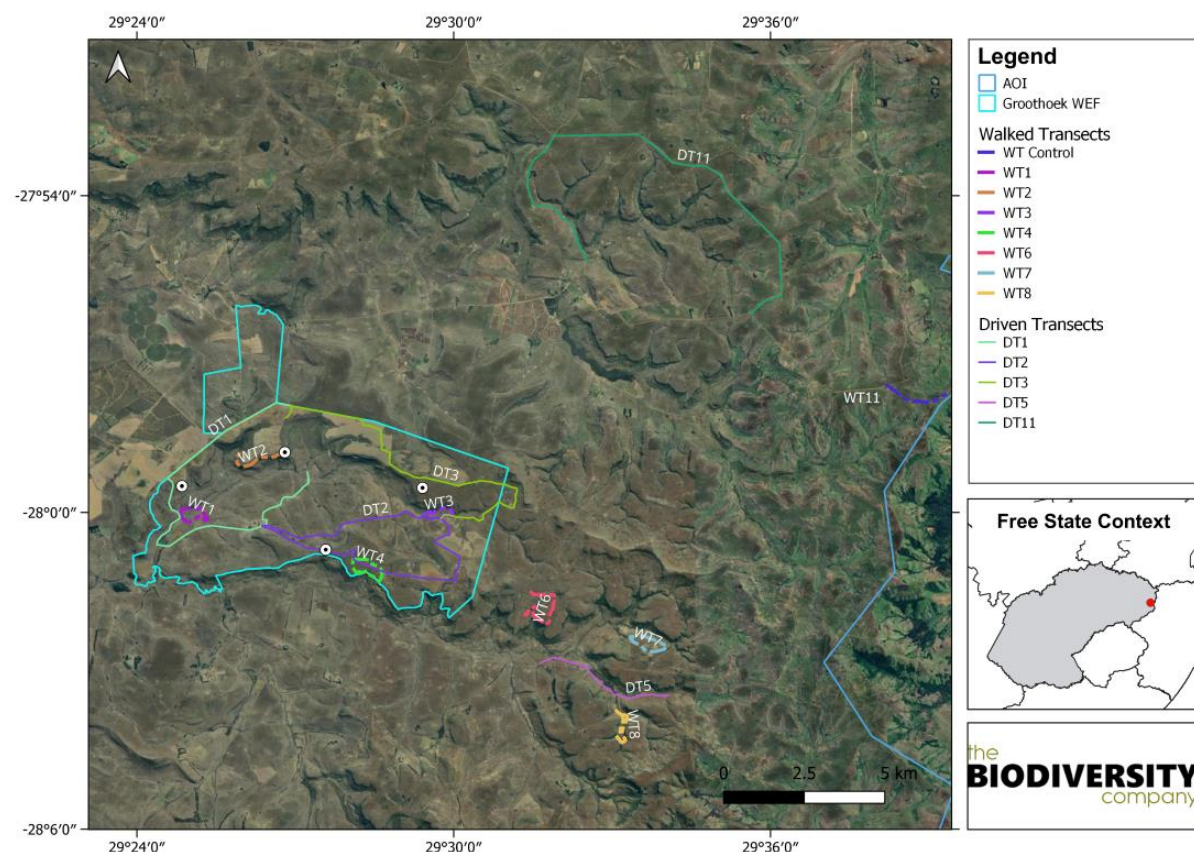 29°24′0″ 29°30′0″ 29°36′0″
-27°54′0″
-28°0′0″
-28°6′0″
DT11
WT11
DT1
WT2
DT3
WT1
DT2
WT3
WT4
WT6
WT7
DT5
WT8
0 2.5 5 km
29°24′0″ 29°30′0″ 29°36′0″
Legend
AOI
Groothoek WEF
Walked Transects
WT Control
WT1
WT2
WT3
WT4
WT6
WT7
WT8
Driven Transects
DT1
DT2
DT3
DT5
DT11
Free State Context
the
BIODIVERSITY
company